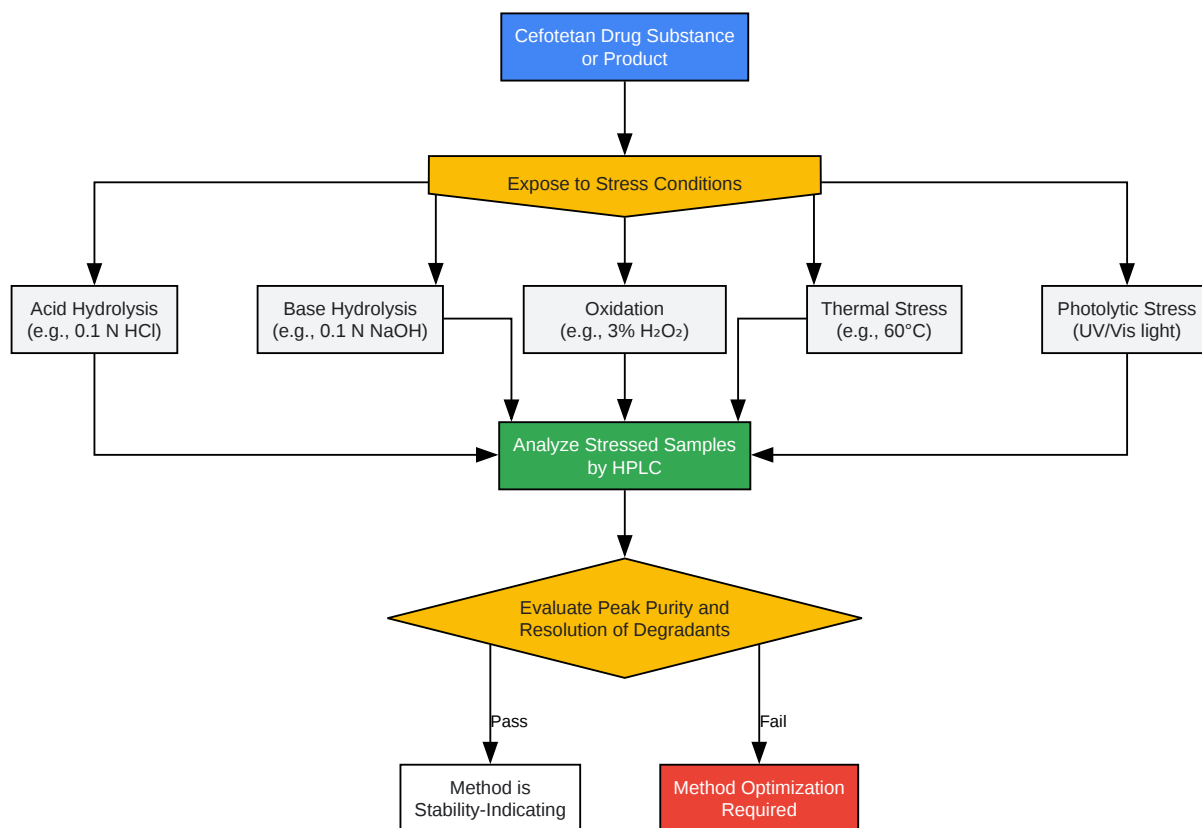 Cefotetan Drug Substance
or Product
Expose to Stress Conditions
Acid Hydrolysis
(e.g., 0.1 N HCl)
Base Hydrolysis
(e.g., 0.1 N NaOH)
Oxidation
(e.g., 3% H₂O₂)
Thermal Stress
(e.g., 60°C)
Photolytic Stress
(UV/Vis light)
Analyze Stressed Samples
by HPLC
Evaluate Peak Purity and
Resolution of Degradants
Pass
Fail
Method is
Stability-Indicating
Method Optimization
Required